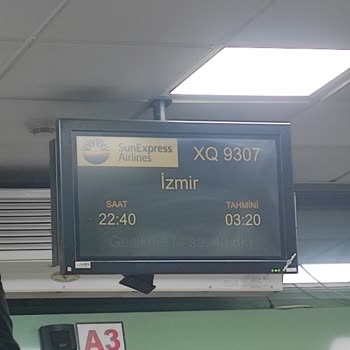 SunExpress
Airlines
XQ 9307
İzmir
SAAT
TAHMİNİ
22:40
03:20
A3